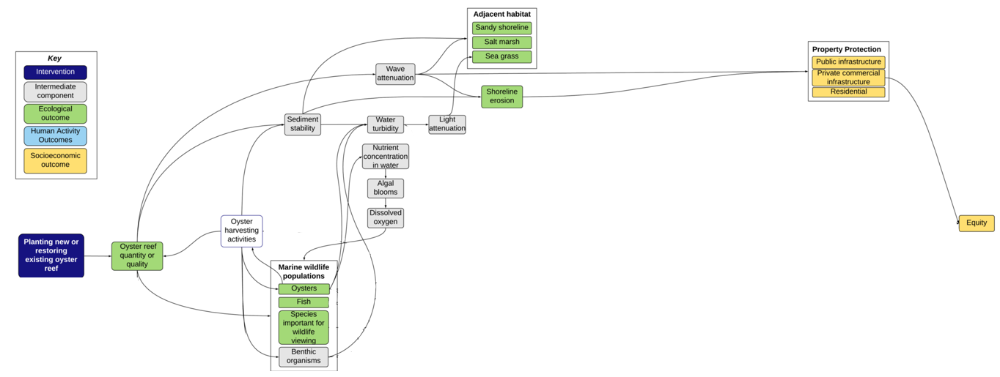 Key
Intervention
Intermediate
component
Ecological
outcome
Human Activity
Outcomes
Socioeconomic
outcome
Planting new or
restoring
existing oyster
reef
Oyster reef
quantity or
quality
Oyster
harvesting
activities
Marine wildlife
populations
Oysters
Fish
Species
important for
wildlife
viewing
Benthic
organisms
Sediment
stability
Wave
attenuation
Water
turbidity
Light
attenuation
Nutrient
concentration
in water
Algal
blooms
Dissolved
oxygen
Adjacent habitat
Sandy shoreline
Salt marsh
Sea grass
Shoreline
erosion
Property Protection
Public infrastructure
Private commercial
infrastructure
Residential
Equity